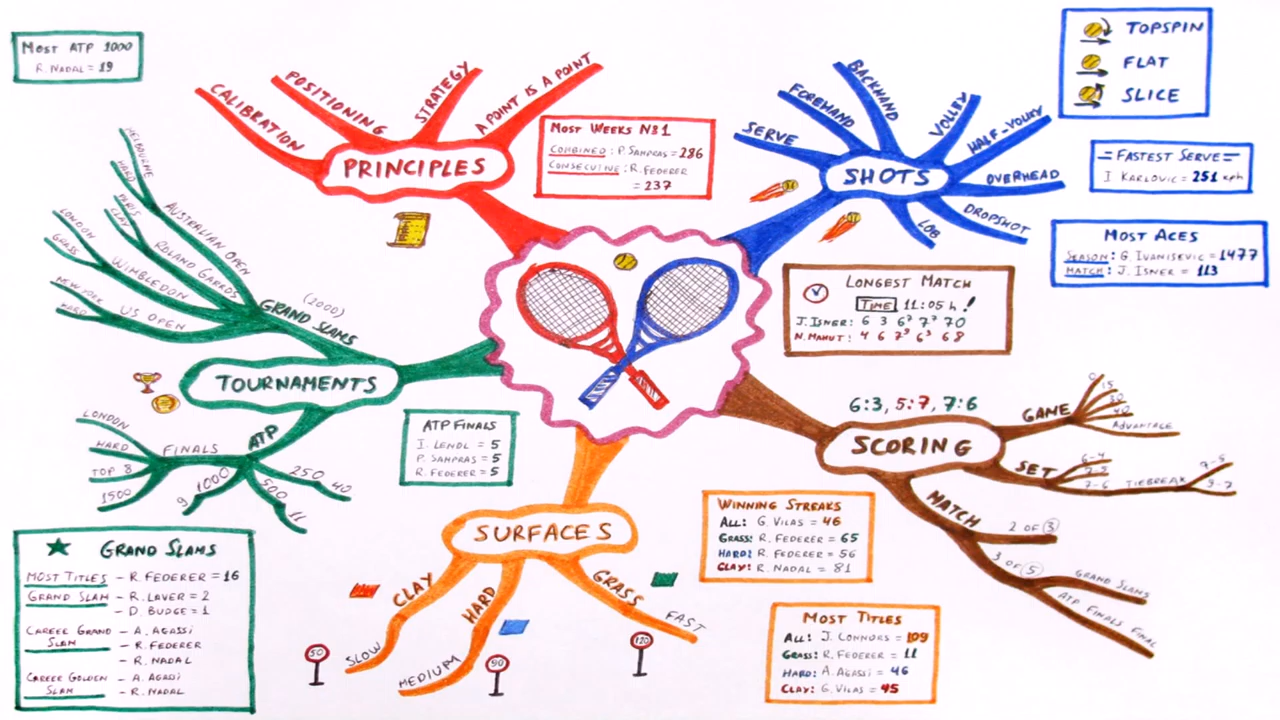 MOST ATP 1000
R. NADAL = 19
CALIBRATION
POSITIONING
STRATEGY
A POINT IS A POINT
PRINCIPLES
MOST WEEKS Nº1
COMBINED : P. SAMPRAS = 286
CONSECUTIVE : R. FEDERER
= 237
SERVE
FOREHAND
BACKHAND
VOLLEY
HALF-VOLLEY
OVERHEAD
DROPSHOT
LOB
SHOTS
TOPSPIN
FLAT
SLICE
FASTEST SERVE
I KARLOVIC = 251 kph
MOST ACES
SEASON: G. IVANISEVIC = 1477
MATCH: J. ISNER = 113
LONGEST MATCH
TIME 11:05 h !
J. ISNER: 6 3 6⁷ 7⁷ 70
N. MAHUT: 4 6 7⁹ 6³ 68
MELBOURNE
HARD
AUSTRALIAN OPEN
PARIS
CLAY
ROLAND GARROS
LONDON
GRASS
WIMBLEDON
NEW YORK
HARD
US OPEN
(2000)
GRAND SLAMS
TOURNAMENTS
ATP
FINALS
LONDON
HARD
TOP 8
1500
9 1000
500
11
250
40
ATP FINALS
I. LENDL = 5
P. SAMPRAS = 5
R. FEDERER = 5
6:3, 5:7, 7:6
SCORING
GAME
0
15
30
40
ADVANTAGE
SET
6-4
7-5
7-6
TIEBREAK
7-5
9-7
MATCH
2 OF 3
3 OF 5
GRAND SLAMS
ATP FINALS FINAL
SURFACES
CLAY
SLOW
50
HARD
MEDIUM
90
GRASS
FAST
120
WINNING STREAKS
ALL: G. VILAS = 46
GRASS: R. FEDERER = 65
HARD: R. FEDERER = 56
CLAY: R. NADAL = 81
MOST TITLES
ALL: J. CONNORS = 109
GRASS: R. FEDERER = 11
HARD: A. AGASSI = 46
CLAY: G. VILAS = 45
GRAND SLAMS
MOST TITLES – R. FEDERER = 16
GRAND SLAM – R. LAVER = 2
– D. BUDGE = 1
CAREER GRAND SLAM – A. AGASSI
– R. FEDERER
– R. NADAL
CAREER GOLDEN SLAM – A. AGASSI
– R. NADAL